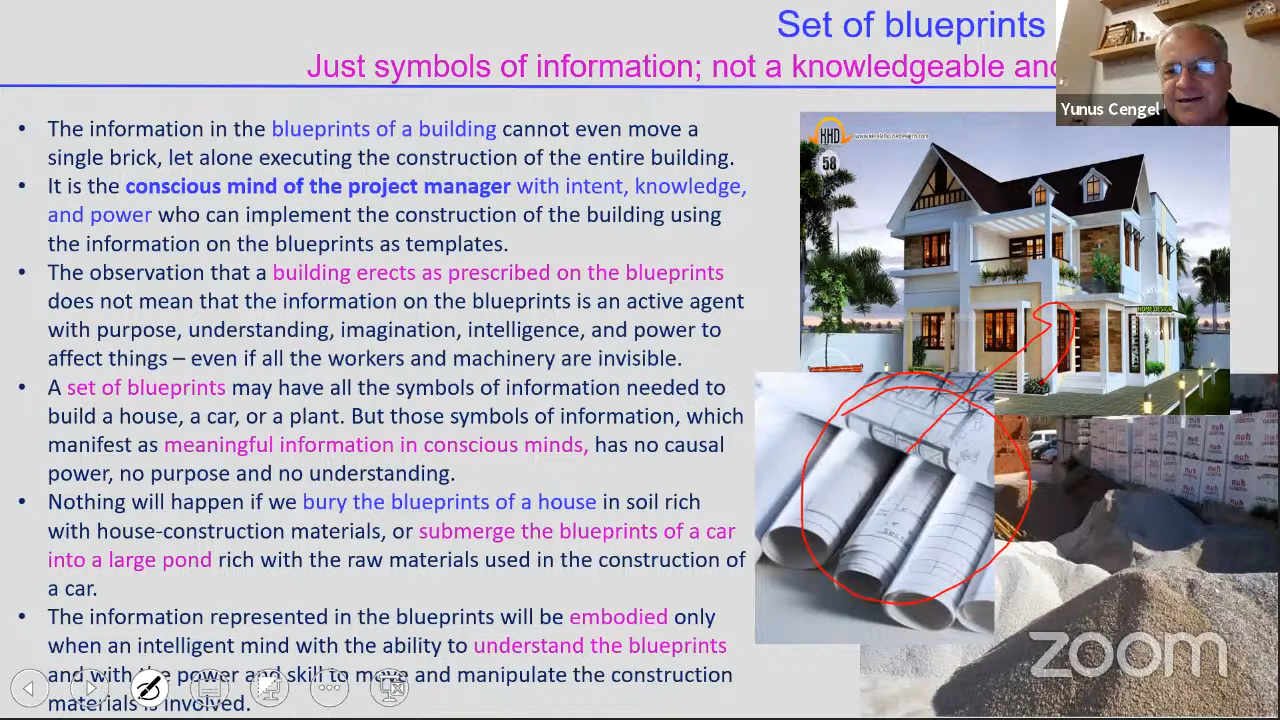 Set of blueprints
Just symbols of information; not a knowledgeable and
Yunus Cengel
The information in the blueprints of a building cannot even move a
single brick, let alone executing the construction of the entire building.
It is the conscious mind of the project manager with intent, knowledge,
and power who can implement the construction of the building using
the information on the blueprints as templates.
The observation that a building erects as prescribed on the blueprints
does not mean that the information on the blueprints is an active agent
with purpose, understanding, imagination, intelligence, and power to
affect things – even if all the workers and machinery are invisible.
A set of blueprints may have all the symbols of information needed to
build a house, a car, or a plant. But those symbols of information, which
manifest as meaningful information in conscious minds, has no causal
power, no purpose and no understanding.
Nothing will happen if we bury the blueprints of a house in soil rich
with house-construction materials, or submerge the blueprints of a car
into a large pond rich with the raw materials used in the construction of
a car.
The information represented in the blueprints will be embodied only
when an intelligent mind with the ability to understand the blueprints
and with the power and skill to move and manipulate the construction
materials is involved.
KHD
www.keralahousedesigns.com
58
nuh
zoom